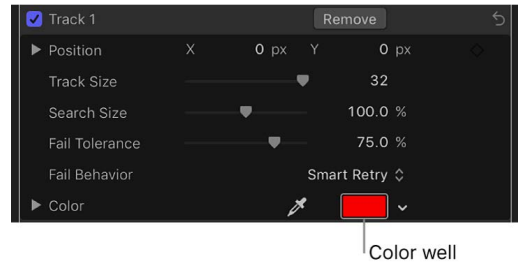 Track 1 Remove
Position X 0 px Y 0 px
Track Size 32
Search Size 100.0 %
Fail Tolerance 75.0 %
Fail Behavior Smart Retry
Color
Color well